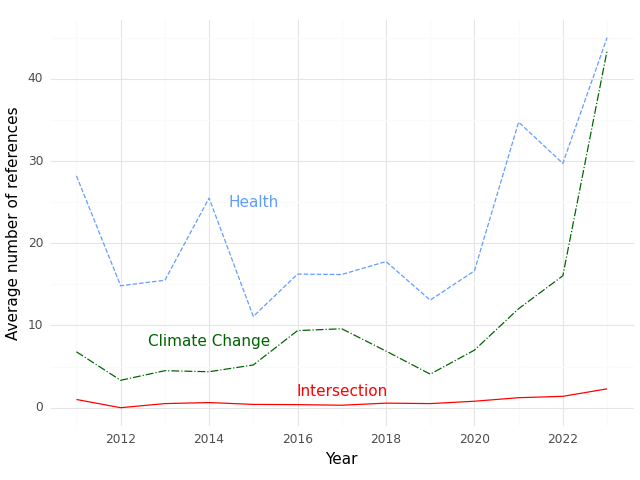 40
30
20
10
0
Average number of references
Health
Climate Change
Intersection
2012 2014 2016 2018 2020 2022
Year